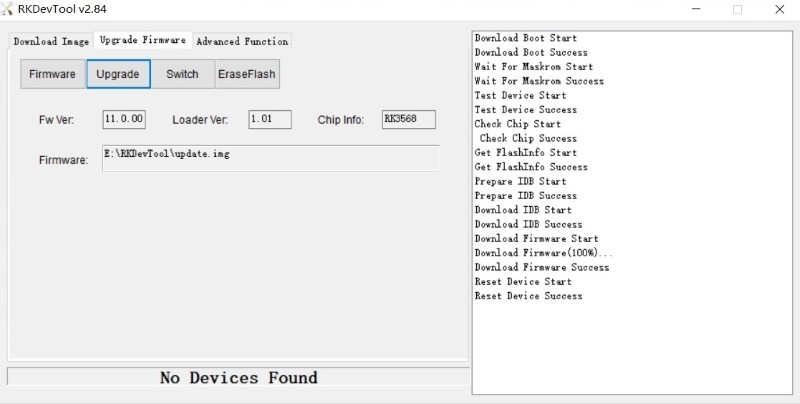 RKDevTool v2.84
Download Image Upgrade Firmware Advanced Function
Firmware Upgrade Switch EraseFlash
Fw Ver: 11.0.00 Loader Ver: 1.01 Chip Info: RK3568
Firmware: E:\RKDevTool\update.img
No Devices Found
Download Boot Start
Download Boot Success
Wait For Maskrom Start
Wait For Maskrom Success
Test Device Start
Test Device Success
Check Chip Start
Check Chip Success
Get FlashInfo Start
Get FlashInfo Success
Prepare IDB Start
Prepare IDB Success
Download IDB Start
Download IDB Success
Download Firmware Start
Download Firmware(100%)...
Download Firmware Success
Reset Device Start
Reset Device Success